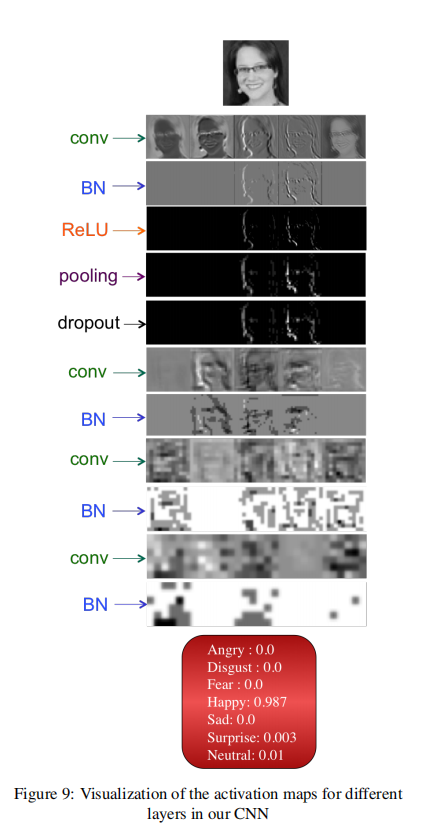 conv
BN
ReLU
pooling
dropout
conv
BN
conv
BN
conv
BN
Angry : 0.0
Disgust : 0.0
Fear : 0.0
Happy: 0.987
Sad: 0.0
Surprise: 0.003
Neutral: 0.01
Figure 9: Visualization of the activation maps for different
layers in our CNN